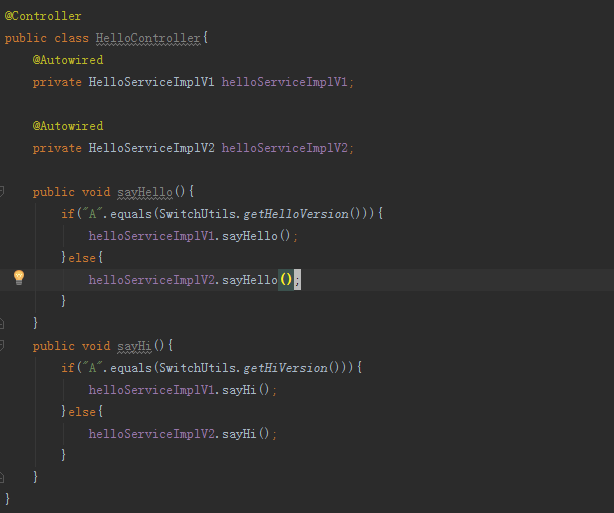 @Controller
public class HelloController{
@Autowired
private HelloServiceImplV1 helloServiceImplV1;
@Autowired
private HelloServiceImplV2 helloServiceImplV2;
public void sayHello(){
if("A".equals(SwitchUtils.getHelloVersion())){
helloServiceImplV1.sayHello();
}else{
helloServiceImplV2.sayHello();
}
}
public void sayHi(){
if("A".equals(SwitchUtils.getHiVersion())){
helloServiceImplV1.sayHi();
}else{
helloServiceImplV2.sayHi();
}
}
}